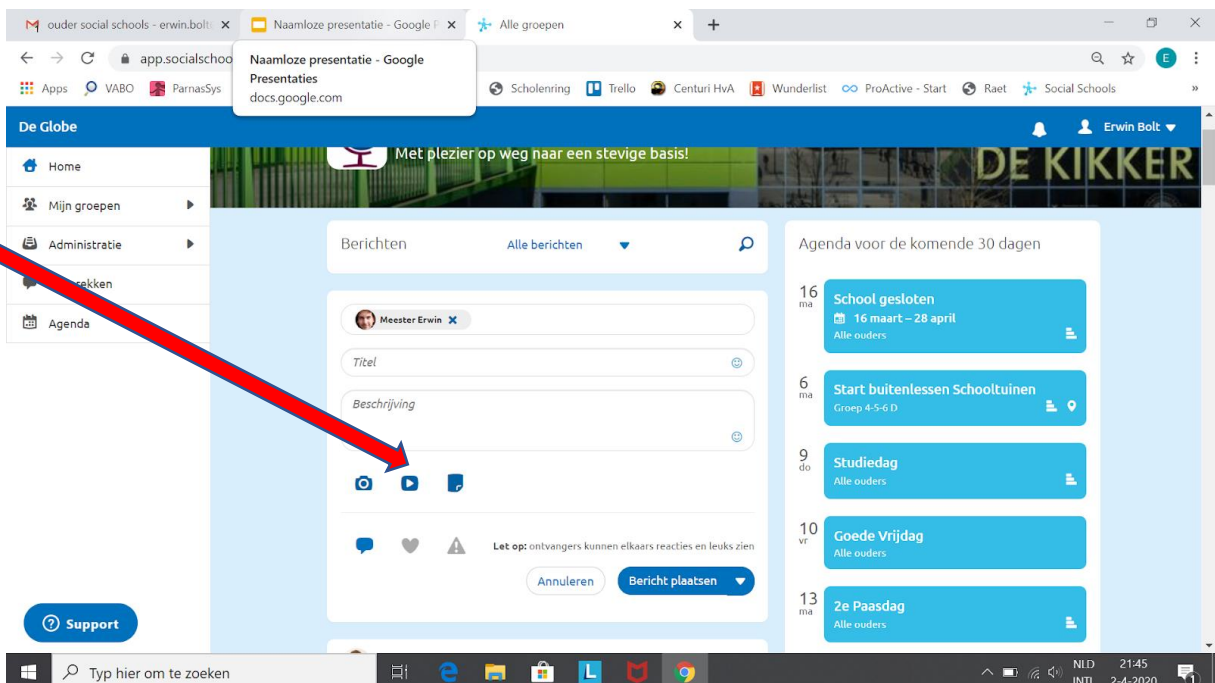 ouder social schools - erwin.bolt
Naamloze presentatie - Google P
Alle groepen
app.socialschoo
Naamloze presentatie - Google
Presentaties
docs.google.com
E
Apps
VABO
ParnasSys
Scholenring
Trello
Centuri HvA
Wunderlist
ProActive - Start
Raet
Social Schools
»
De Globe
Erwin Bolt
Home
Mijn groepen
Administratie
Agenda
Met plezier op weg naar een stevige basis!
DE KIKKER
Berichten
Alle berichten
Meester Erwin
Titel
Beschrijving
Let op: ontvangers kunnen elkaars reacties en leuks zien
Annuleren
Bericht plaatsen
Agenda voor de komende 30 dagen
16
ma
School gesloten
16 maart – 28 april
Alle ouders
6
ma
Start buitenlessen Schooltuinen
Groep 4-5-6 D
9
do
Studiedag
Alle ouders
10
vr
Goede Vrijdag
Alle ouders
13
ma
2e Paasdag
Alle ouders
Support
Typ hier om te zoeken
L
NLD
INTL
21:45
2-4-2020
1